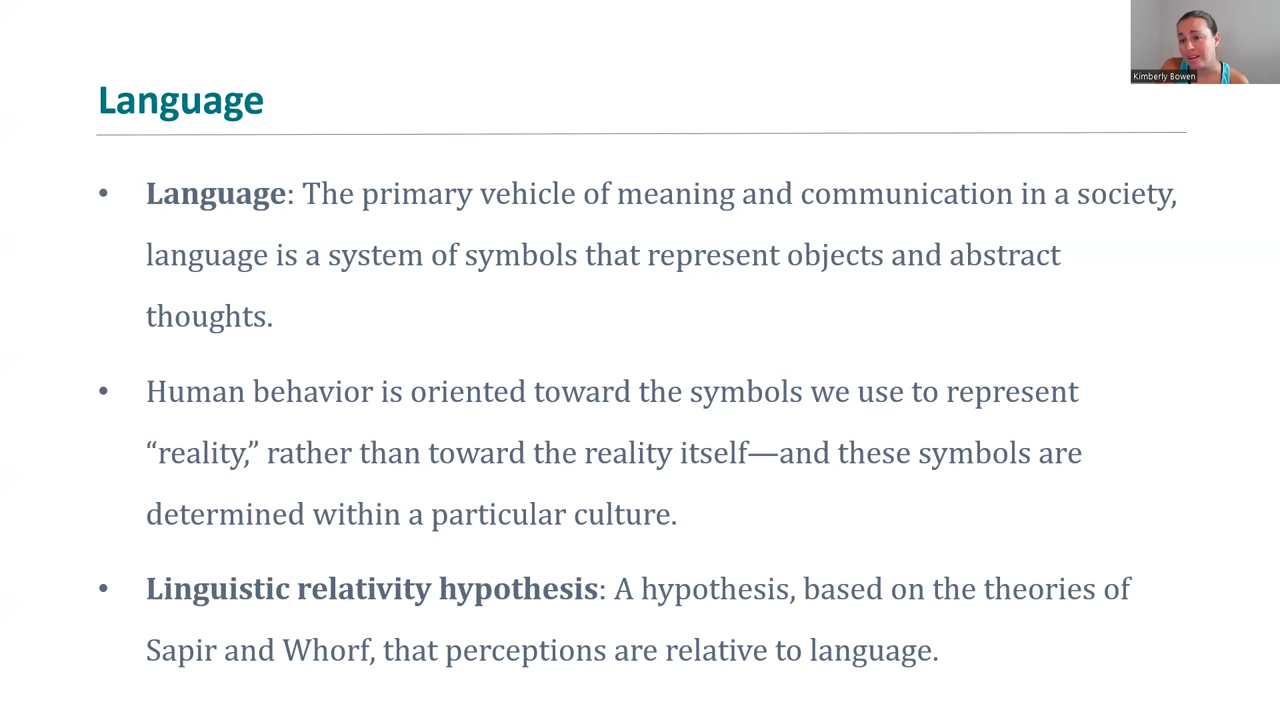 Kimberly Bowen
Language
• Language: The primary vehicle of meaning and communication in a society,
language is a system of symbols that represent objects and abstract
thoughts.
• Human behavior is oriented toward the symbols we use to represent
“reality,” rather than toward the reality itself—and these symbols are
determined within a particular culture.
• Linguistic relativity hypothesis: A hypothesis, based on the theories of
Sapir and Whorf, that perceptions are relative to language.